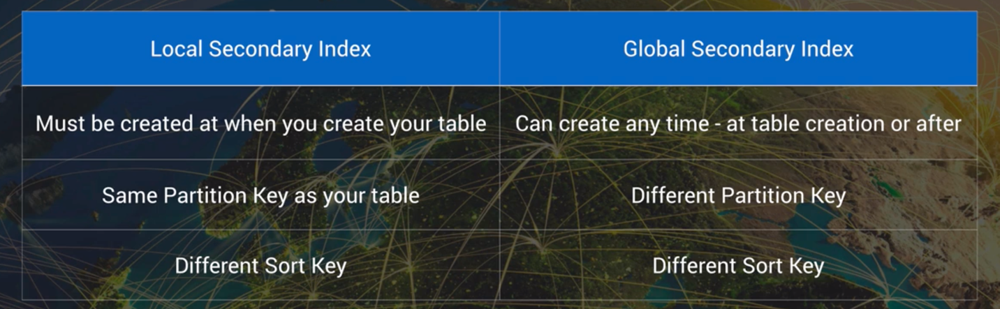 Local Secondary Index
Global Secondary Index
Must be created at when you create your table
Can create any time - at table creation or after
Same Partition Key as your table
Different Partition Key
Different Sort Key
Different Sort Key